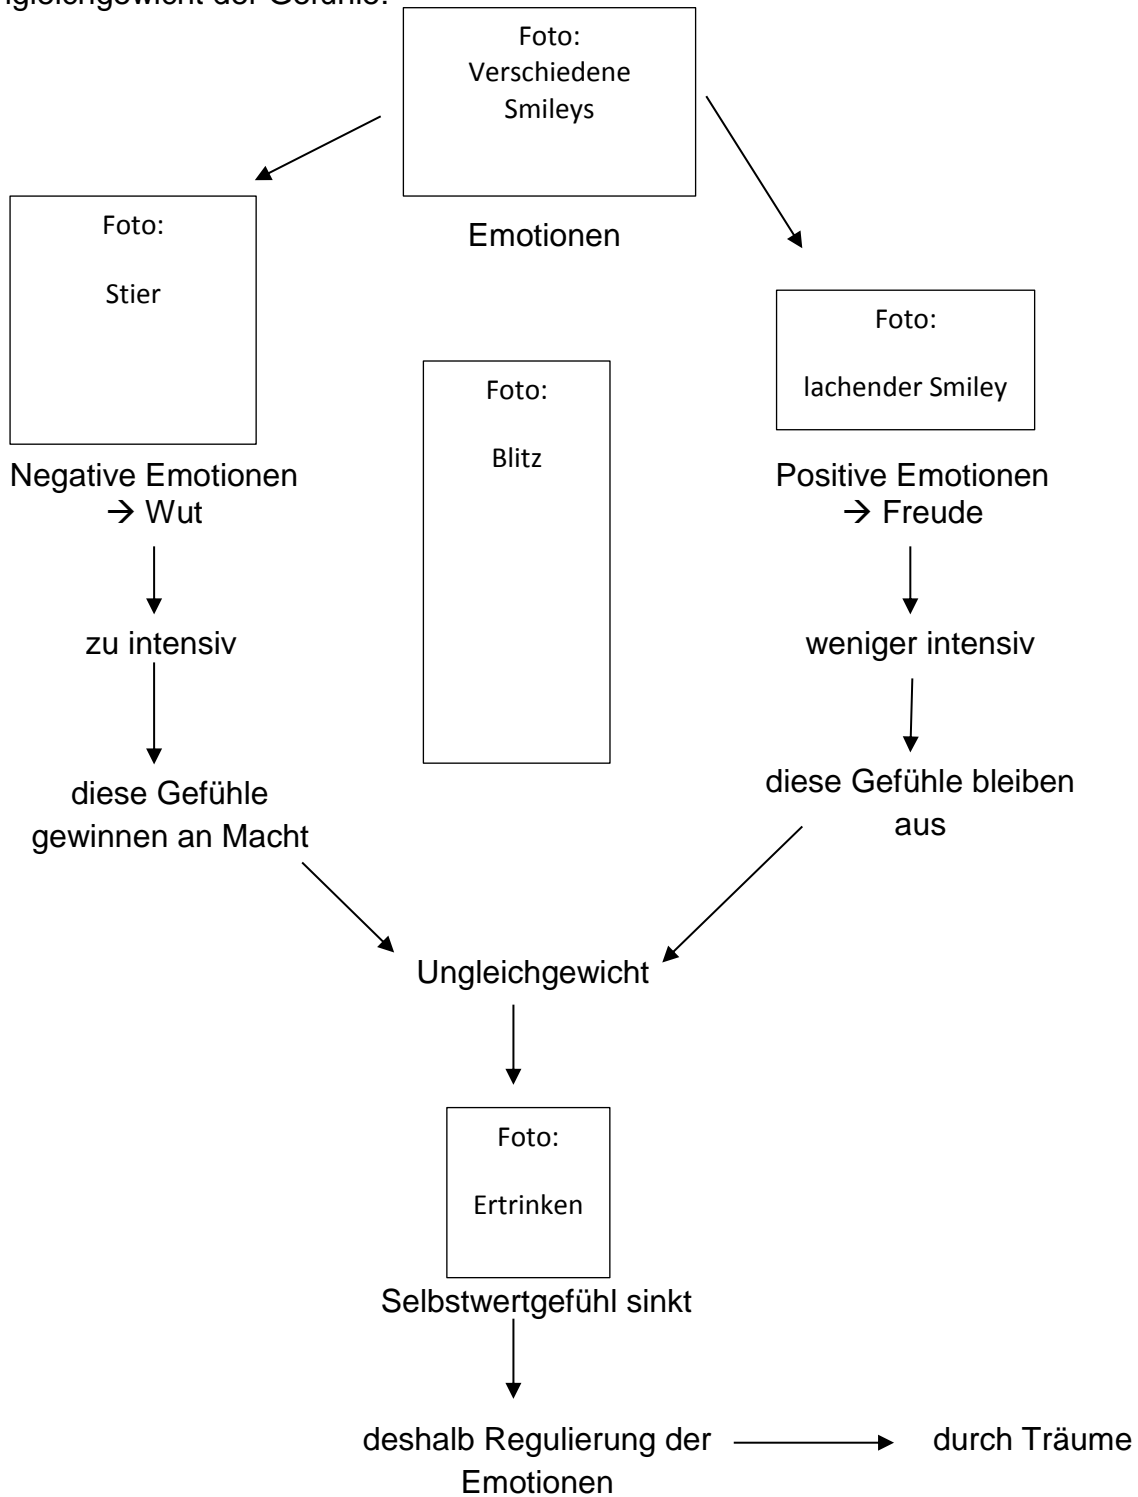 der Gefühle.
Foto:
Verschiedene
Smileys
Emotionen
Foto:
Stier
Negative Emotionen
→ Wut
zu intensiv
diese Gefühle
gewinnen an Macht
Foto:
Blitz
Foto:
lachender Smiley
Positive Emotionen
→ Freude
weniger intensiv
diese Gefühle bleiben
aus
Ungleichgewicht
Foto:
Ertrinken
Selbstwertgefühl sinkt
deshalb Regulierung der
Emotionen
durch Träume